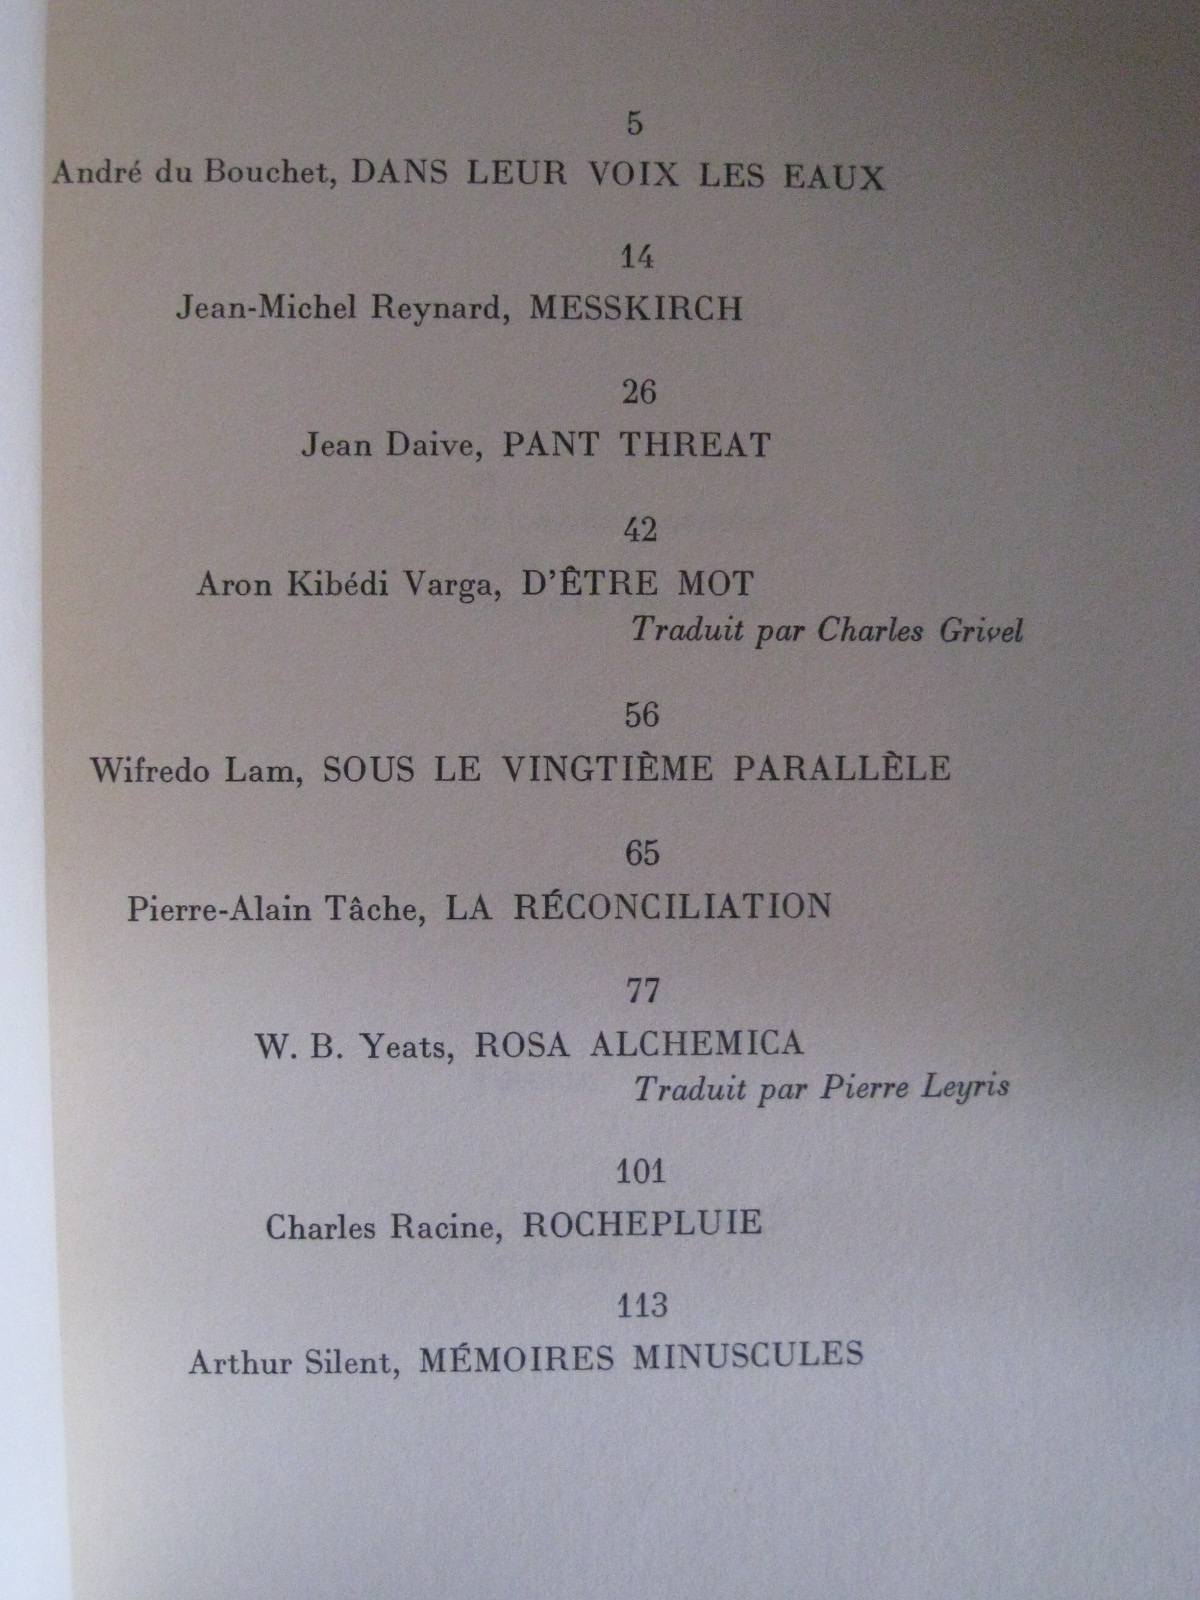 5
André du Bouchet, DANS LEUR VOIX LES EAUX
14
Jean-Michel Reynard, MESSKIRCH
26
Jean Daive, PANT THREAT
42
Aron Kibédi Varga, D'ÊTRE MOT
Traduit par Charles Grivel
56
Wifredo Lam, SOUS LE VINGTIÈME PARALLÈLE
65
Pierre-Alain Tâche, LA RÉCONCILIATION
77
W. B. Yeats, ROSA ALCHEMICA
Traduit par Pierre Leyris
101
Charles Racine, ROCHEPLUIE
113
Arthur Silent, MÉMOIRES MINUSCULES